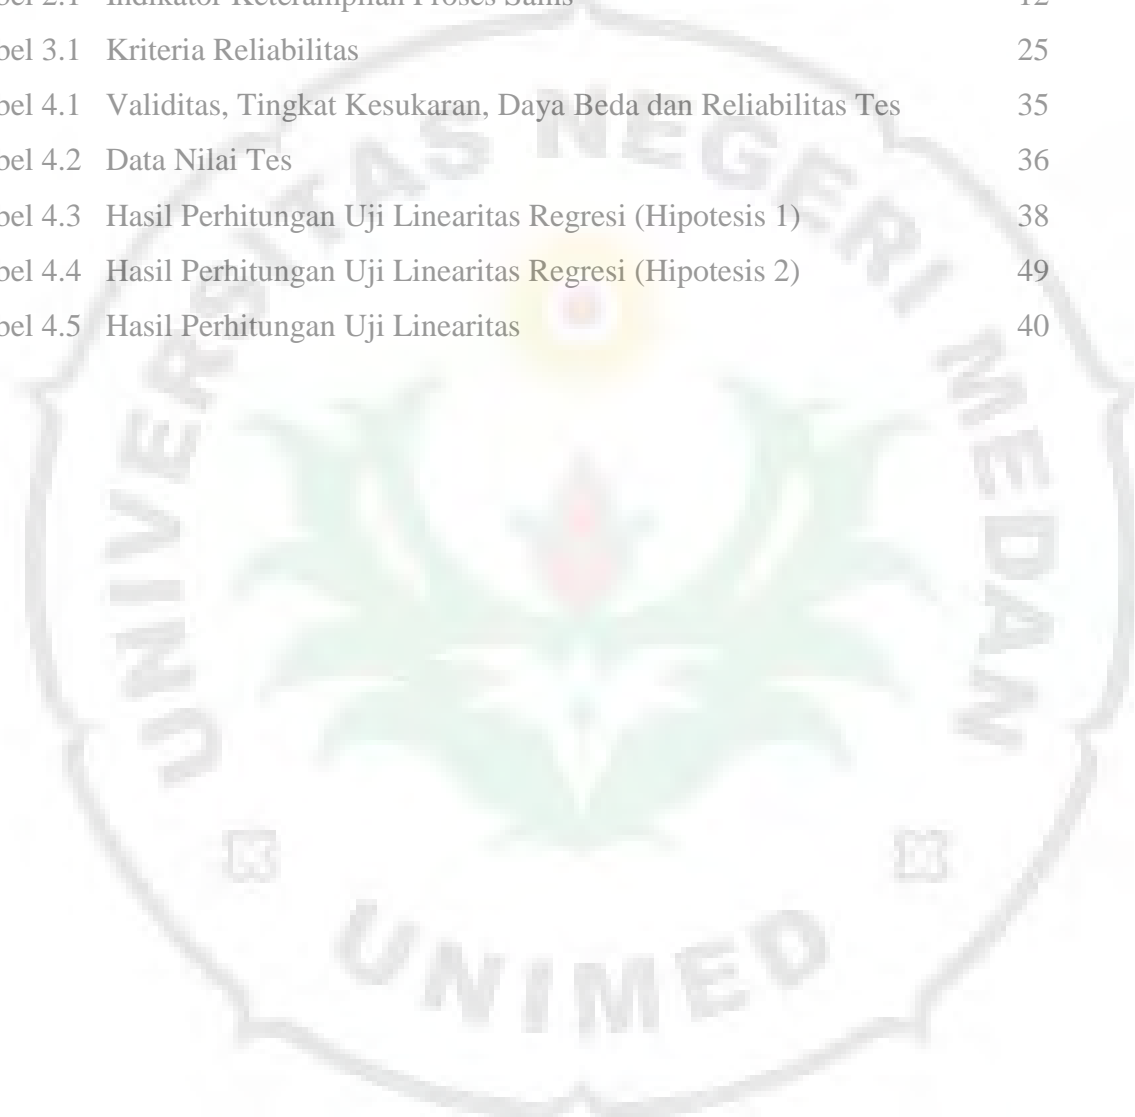 bel 2.1 Indikator Keterampilan Proses Sains 12
bel 3.1 Kriteria Reliabilitas 25
bel 4.1 Validitas, Tingkat Kesukaran, Daya Beda dan Reliabilitas Tes 35
bel 4.2 Data Nilai Tes 36
bel 4.3 Hasil Perhitungan Uji Linearitas Regresi (Hipotesis 1) 38
bel 4.4 Hasil Perhitungan Uji Linearitas Regresi (Hipotesis 2) 49
bel 4.5 Hasil Perhitungan Uji Linearitas 40
UNIVERSITAS NEGERI MEDAN
UNIMED